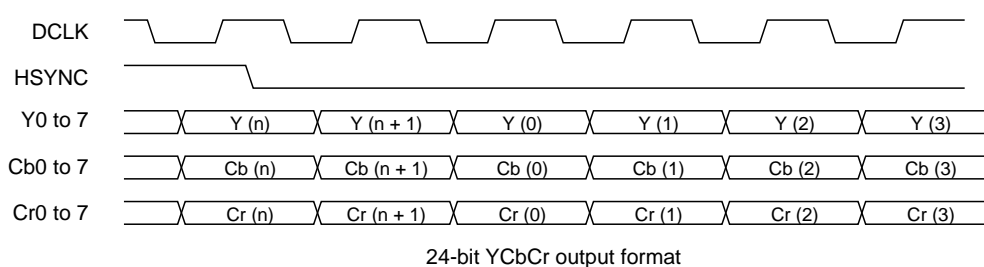 DCLK
HSYNC
Y0 to 7 Y (n) Y (n + 1) Y (0) Y (1) Y (2) Y (3)
Cb0 to 7 Cb (n) Cb (n + 1) Cb (0) Cb (1) Cb (2) Cb (3)
Cr0 to 7 Cr (n) Cr (n + 1) Cr (0) Cr (1) Cr (2) Cr (3)
24-bit YCbCr output format